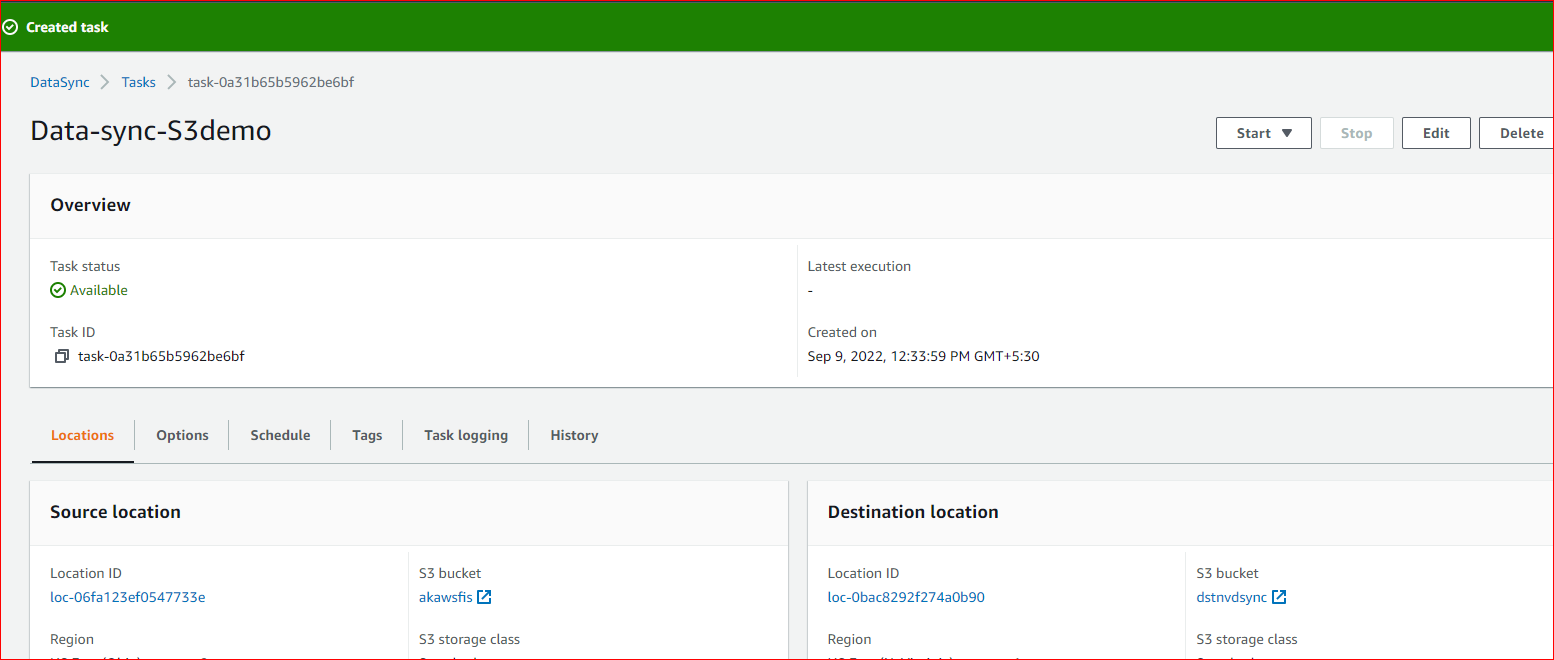 Created task
DataSync > Tasks > task-0a31b65b5962be6bf
Data-sync-S3demo
Start ▼ Stop Edit Delete
Overview
Task status Latest execution
Available -
Task ID Created on
task-0a31b65b5962be6bf Sep 9, 2022, 12:33:59 PM GMT+5:30
Locations Options Schedule Tags Task logging History
Source location Destination location
Location ID S3 bucket Location ID S3 bucket
loc-06fa123ef0547733e akawsfis loc-0bac8292f274a0b90 dstnvdsync
Region S3 storage class Region S3 storage class